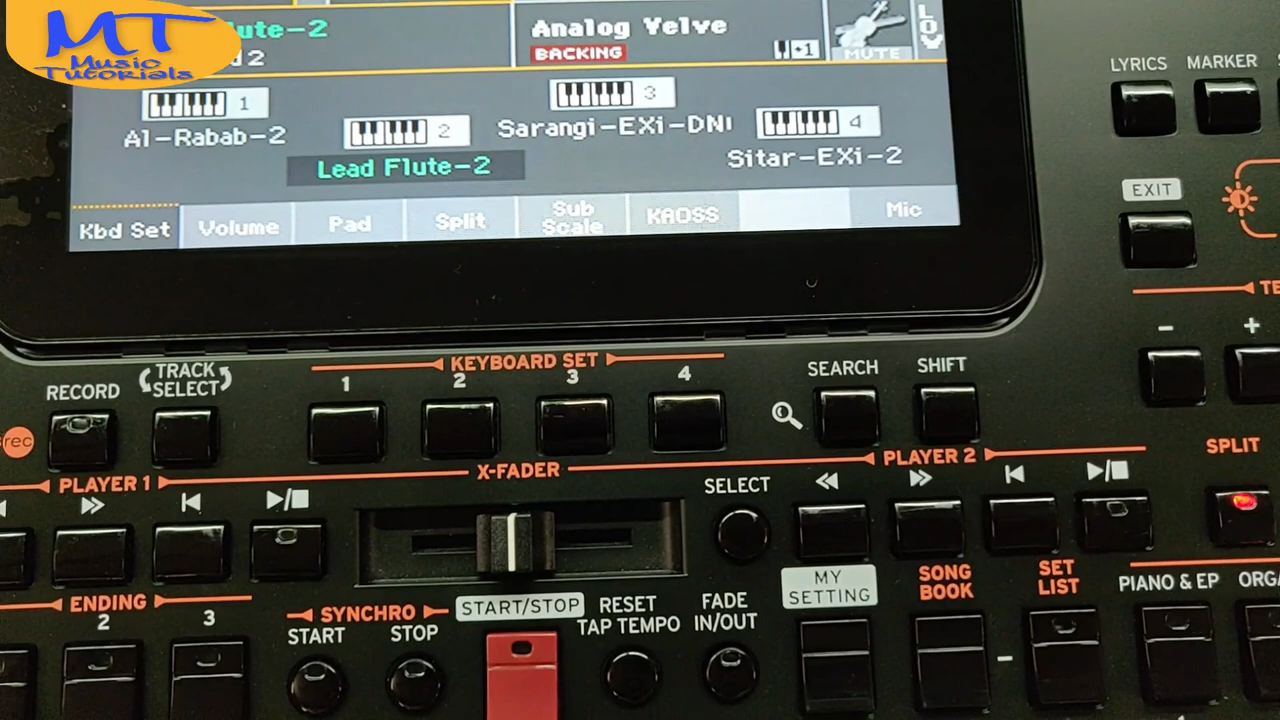 MT
Music
Tutorials
Analog Velve
BACKING
+1
MUTE
1
Al-Rabab-2
2
Lead Flute-2
3
Sarangi-EXi-DN
4
Sitar-EXi-2
Kbd Set
Volume
Pad
Split
Sub
Scale
KAOSS
Mic
LYRICS
MARKER
EXIT
- +
RECORD
TRACK
SELECT
KEYBOARD SET
1
2
3
4
SEARCH
SHIFT
rec
PLAYER 1
X-FADER
PLAYER 2
SPLIT
SELECT
ENDING
2
3
SYNCHRO
START
STOP
START/STOP
RESET
TAP TEMPO
FADE
IN/OUT
MY
SETTING
SONG
BOOK
SET
LIST
PIANO & EP